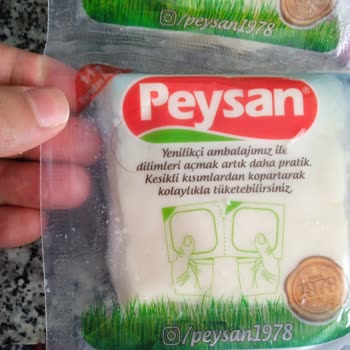 /peysan1978
Peysan®
Yenilikçi ambalajımız ile
dilimleri açmak artık daha pratik.
Kesikli kısımlardan kopartarak
kolaylıkla tüketebilirsiniz.
1978
/peysan1978